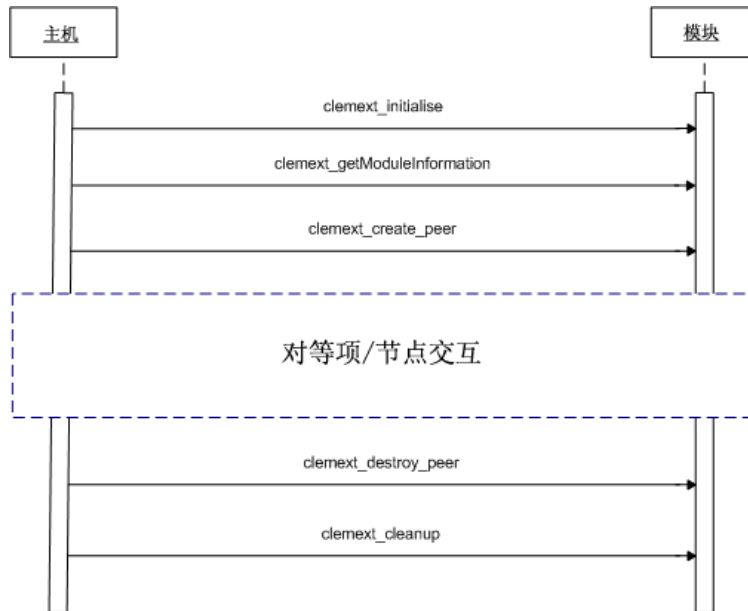 主机
模块
clemext_initialise
clemext_getModuleInformation
clemext_create_peer
对等项/节点交互
clemext_destroy_peer
clemext_cleanup